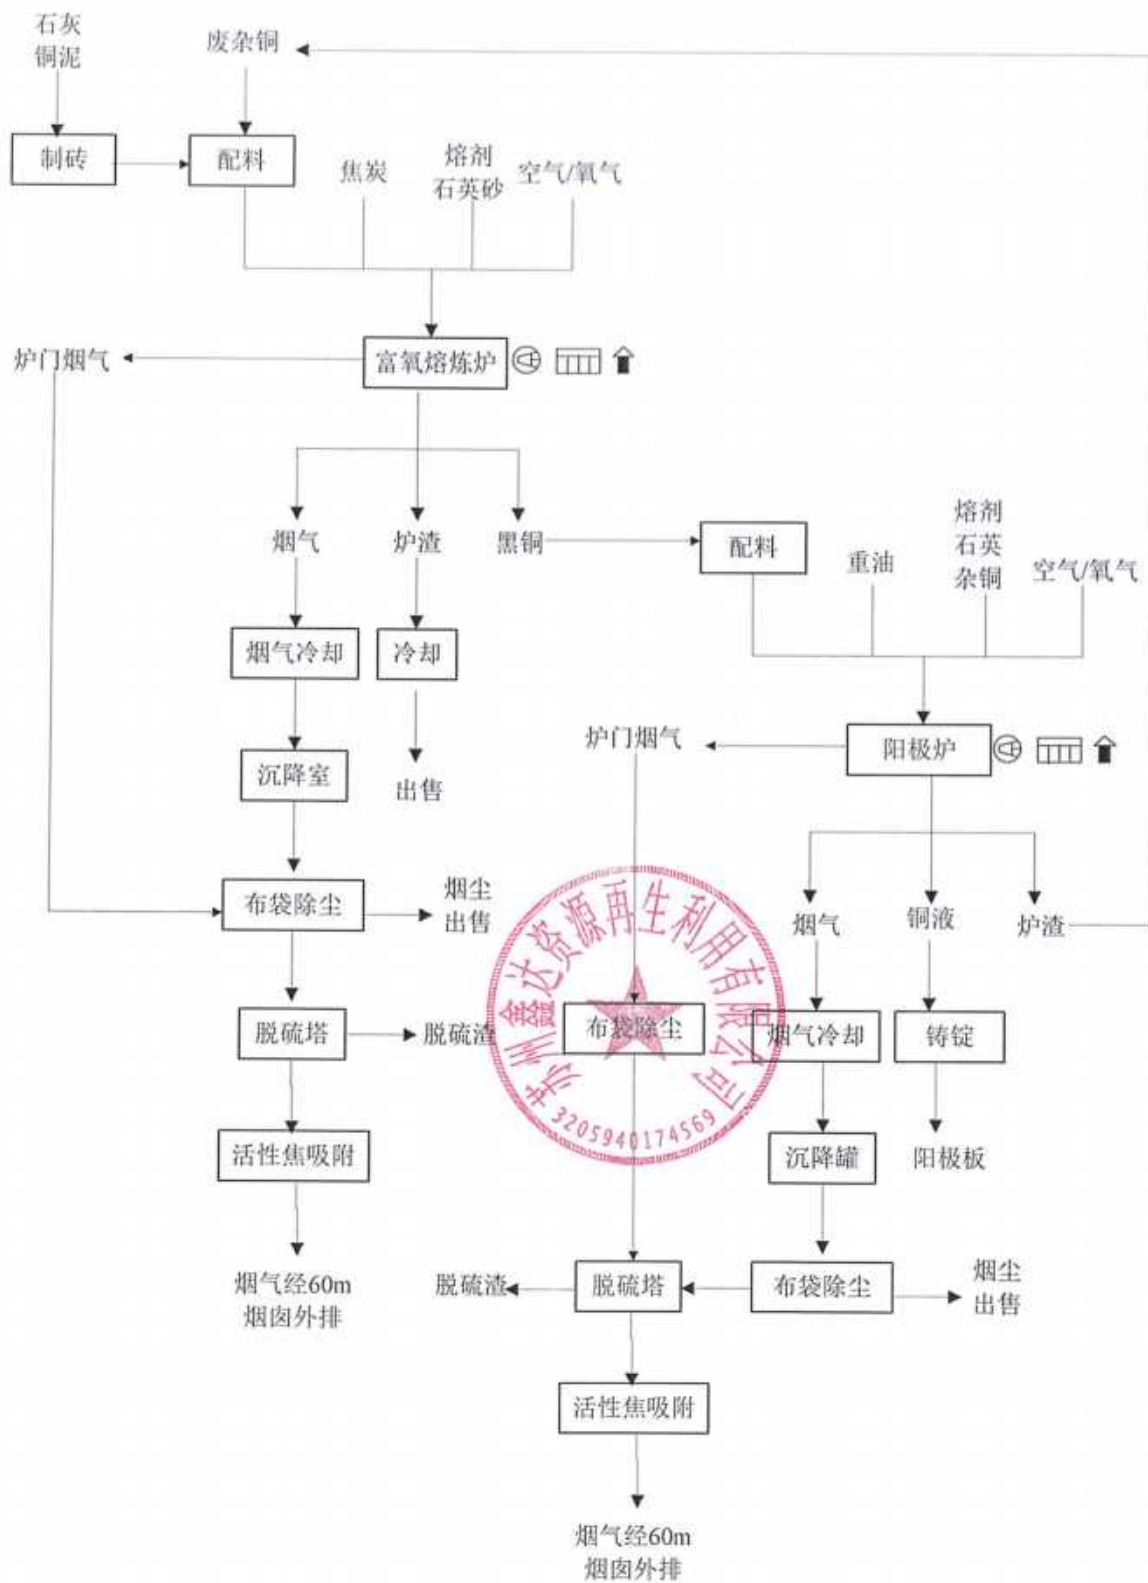 石灰
铜泥
废杂铜
制砖
配料
焦炭
熔剂
石英砂
空气/氧气
炉门烟气
富氧熔炼炉
烟气
炉渣
黑铜
配料
重油
熔剂
石英
杂铜
空气/氧气
烟气冷却
冷却
炉门烟气
阳极炉
沉降室
出售
布袋除尘
烟尘
出售
烟气
铜液
炉渣
苏州鑫达资源再生利用有限公司
3205940174569
脱硫塔
脱硫渣
布袋除尘
烟气冷却
铸锭
活性焦吸附
沉降罐
阳极板
烟气经60m
烟囱外排
脱硫渣
脱硫塔
布袋除尘
烟尘
出售
活性焦吸附
烟气经60m
烟囱外排